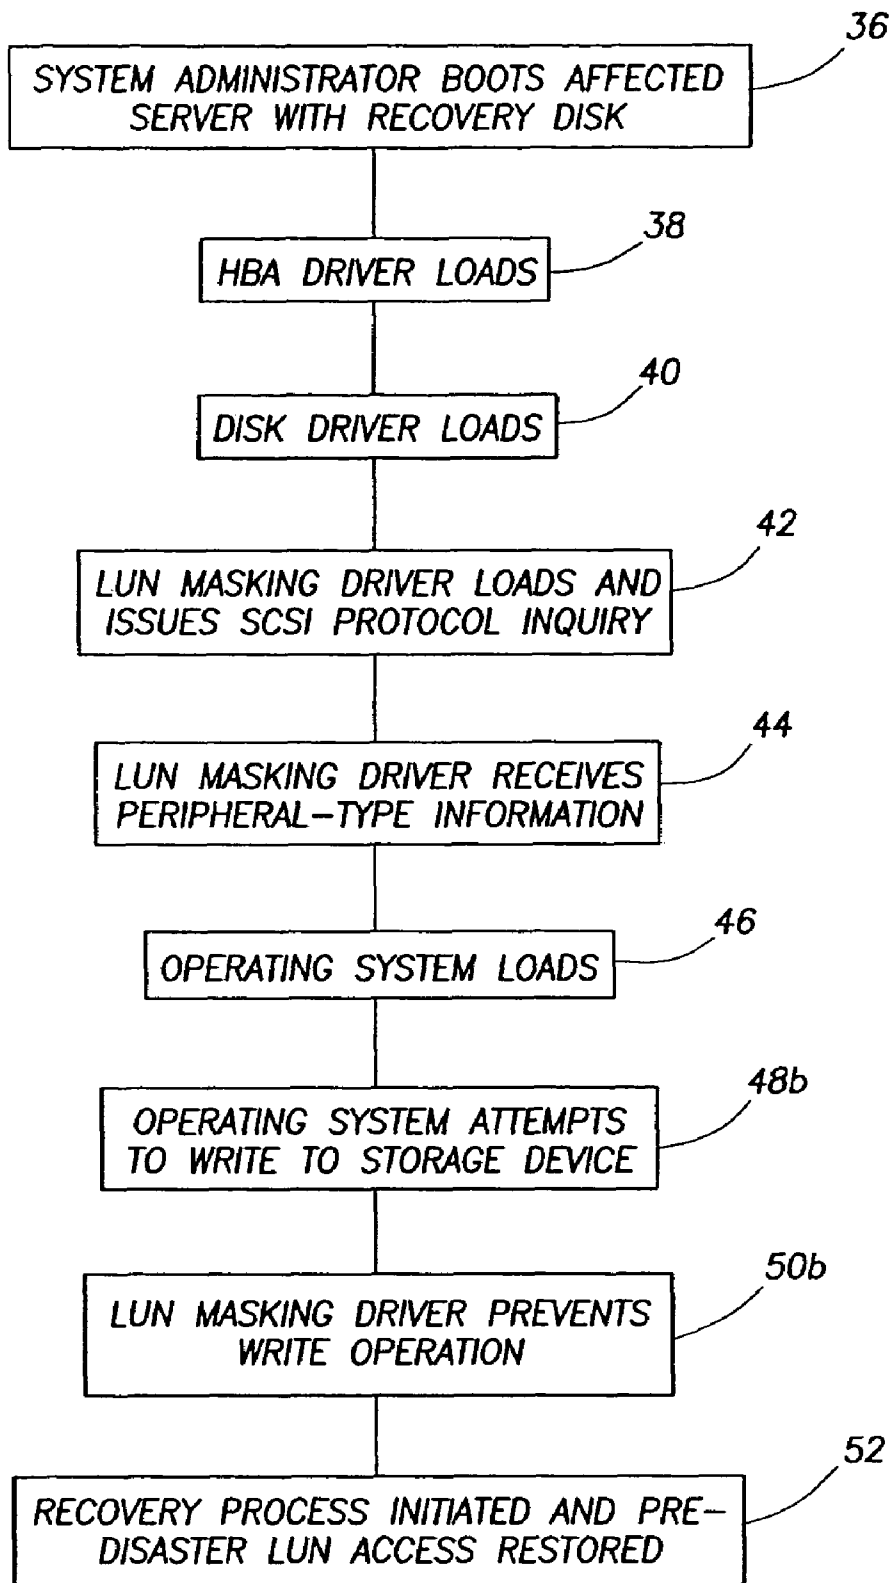 36
SYSTEM ADMINISTRATOR BOOTS AFFECTED
SERVER WITH RECOVERY DISK
38
HBA DRIVER LOADS
40
DISK DRIVER LOADS
42
LUN MASKING DRIVER LOADS AND
ISSUES SCSI PROTOCOL INQUIRY
44
LUN MASKING DRIVER RECEIVES
PERIPHERAL-TYPE INFORMATION
46
OPERATING SYSTEM LOADS
48b
OPERATING SYSTEM ATTEMPTS
TO WRITE TO STORAGE DEVICE
50b
LUN MASKING DRIVER PREVENTS
WRITE OPERATION
52
RECOVERY PROCESS INITIATED AND PRE-
DISASTER LUN ACCESS RESTORED